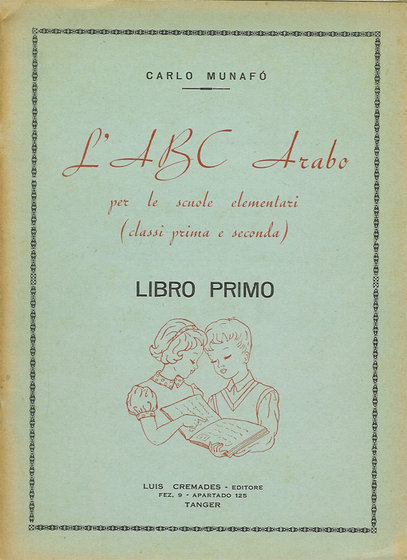 CARLO MUNAFÓ
L'ABC Arabo
per le scuole elementari
(classi prima e seconda)
LIBRO PRIMO
LUIS CREMADES - EDITORE
FEZ, 9 - APARTADO 125
TANGER